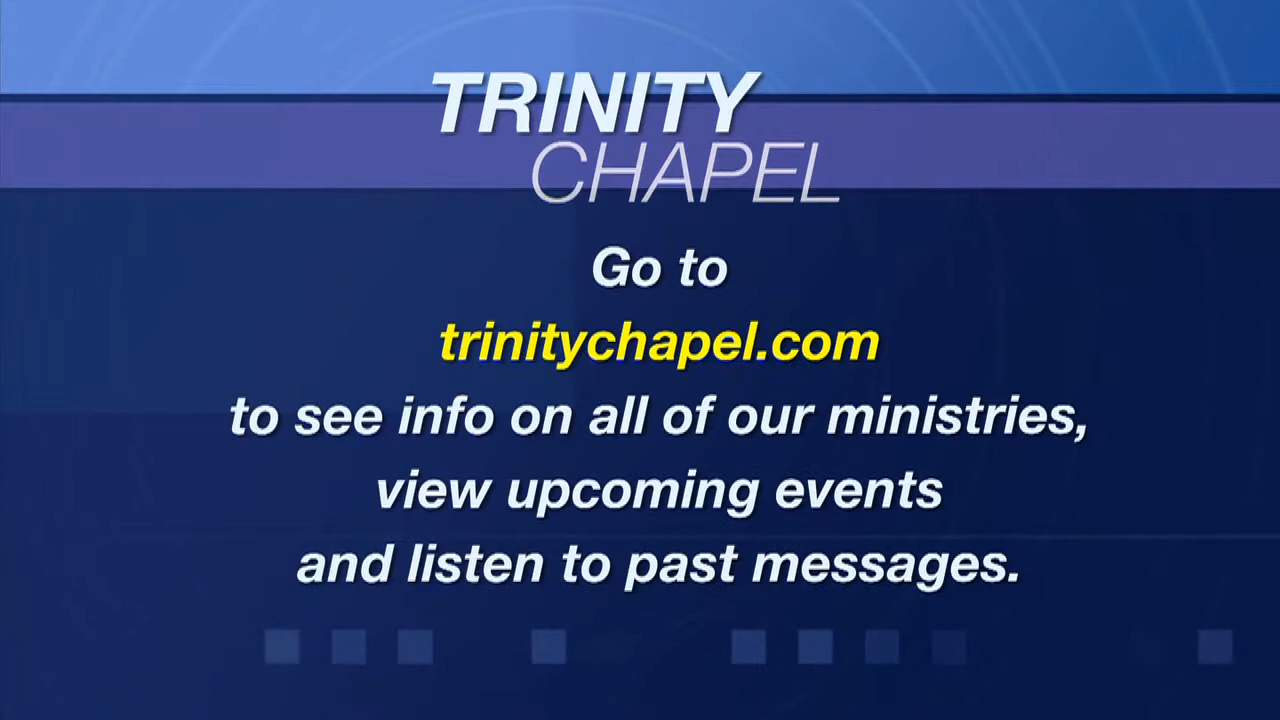 TRINITY
CHAPEL
Go to
trinitychapel.com
to see info on all of our ministries,
view upcoming events
and listen to past messages.